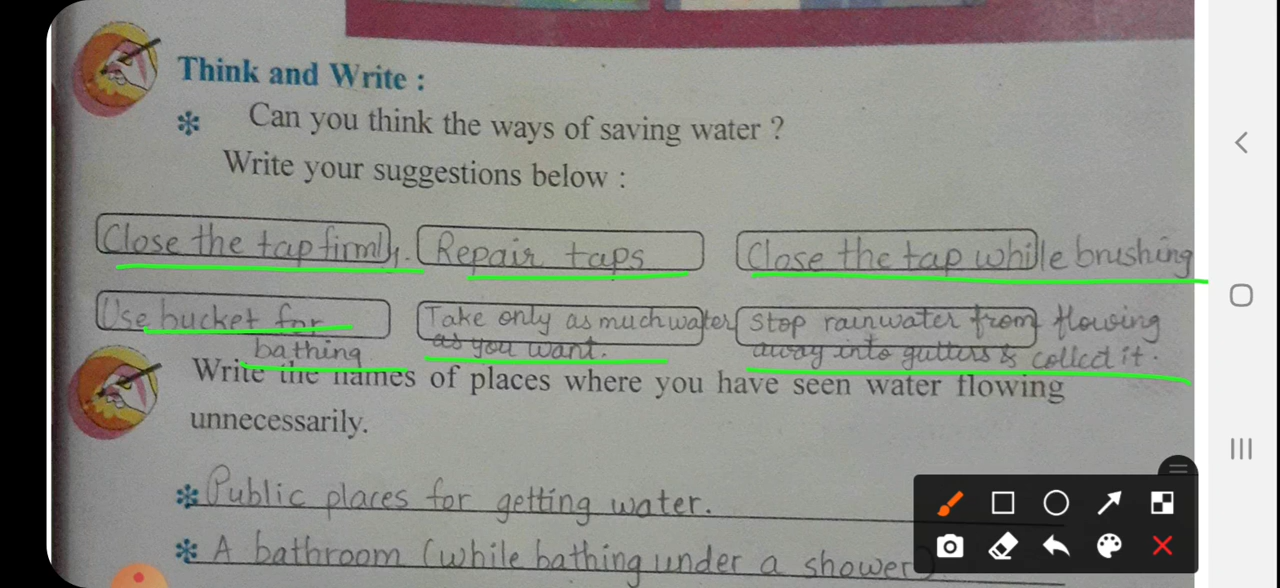 Think and Write :
* Can you think the ways of saving water ?
Write your suggestions below :
Close the tap firmly. Repair taps Close the tap while brushing
Use bucket for bathing
Take only as much water as you want.
Stop rainwater from flowing away into gutters & collect it.
Write the names of places where you have seen water flowing
unnecessarily.
* Public places for getting water.
* A bathroom (while bathing under a shower)